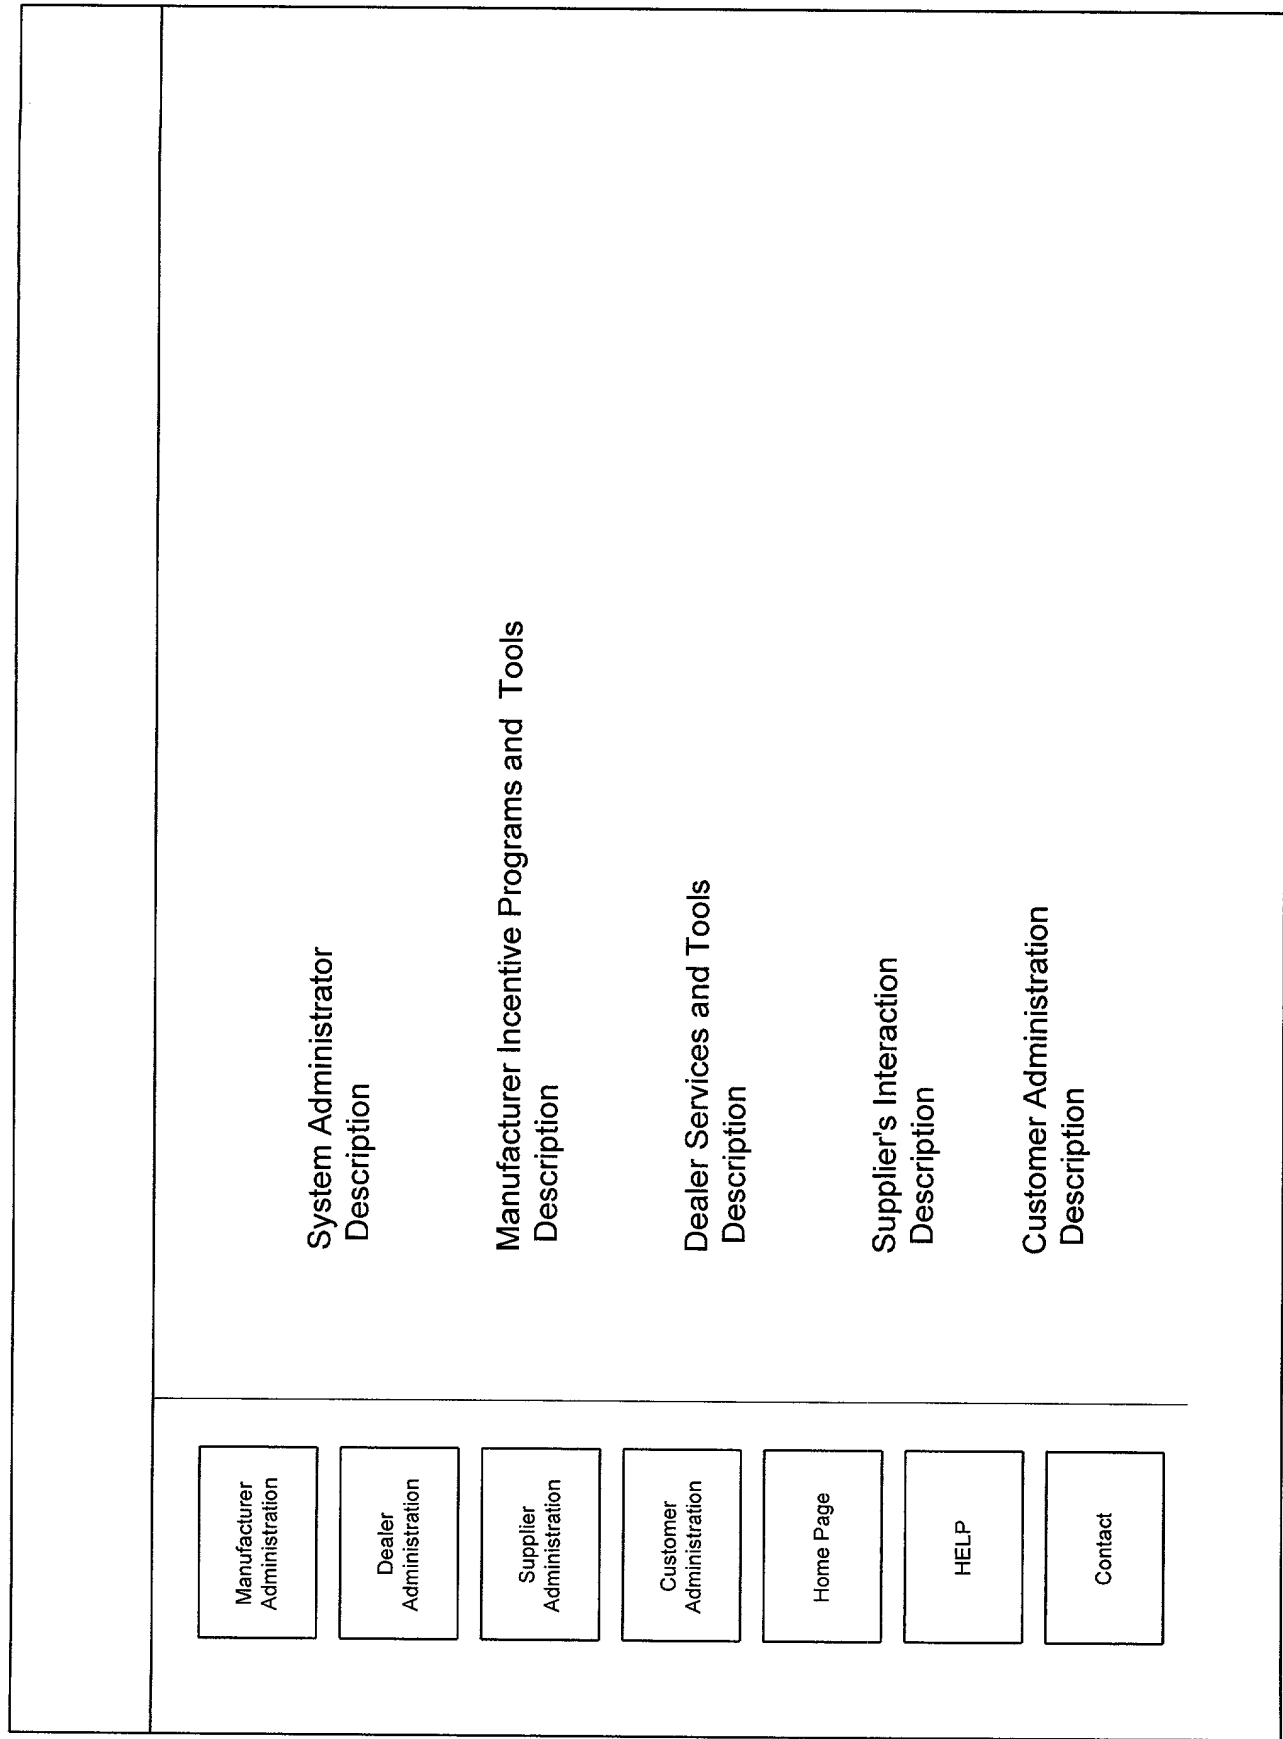 Manufacturer
Administration
Dealer
Administration
Supplier
Administration
Customer
Administration
Home Page
HELP
Contact
System Administrator
Description
Manufacturer Incentive Programs and Tools
Description
Dealer Services and Tools
Description
Supplier's Interaction
Description
Customer Administration
Description